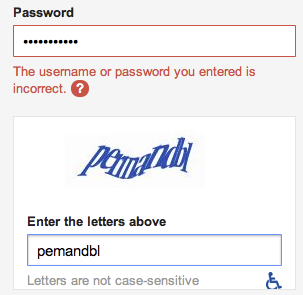 Password
•••••••••••
The username or password you entered is
incorrect. ?
pemandbl
Enter the letters above
pemandbl
Letters are not case-sensitive